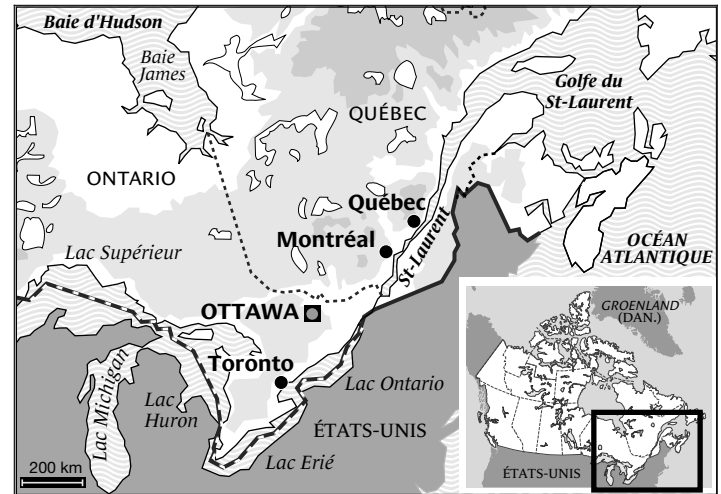 Baie d'Hudson
Baie
James
Golfe du
St-Laurent
QUÉBEC
ONTARIO
Québec
Montréal
St-Laurent
OCÉAN
ATLANTIQUE
Lac Supérieur
OTTAWA
GROENLAND
(DAN.)
Toronto
Lac Michigan
Lac
Huron
Lac Ontario
ÉTATS-UNIS
Lac Erié
200 km
ÉTATS-UNIS